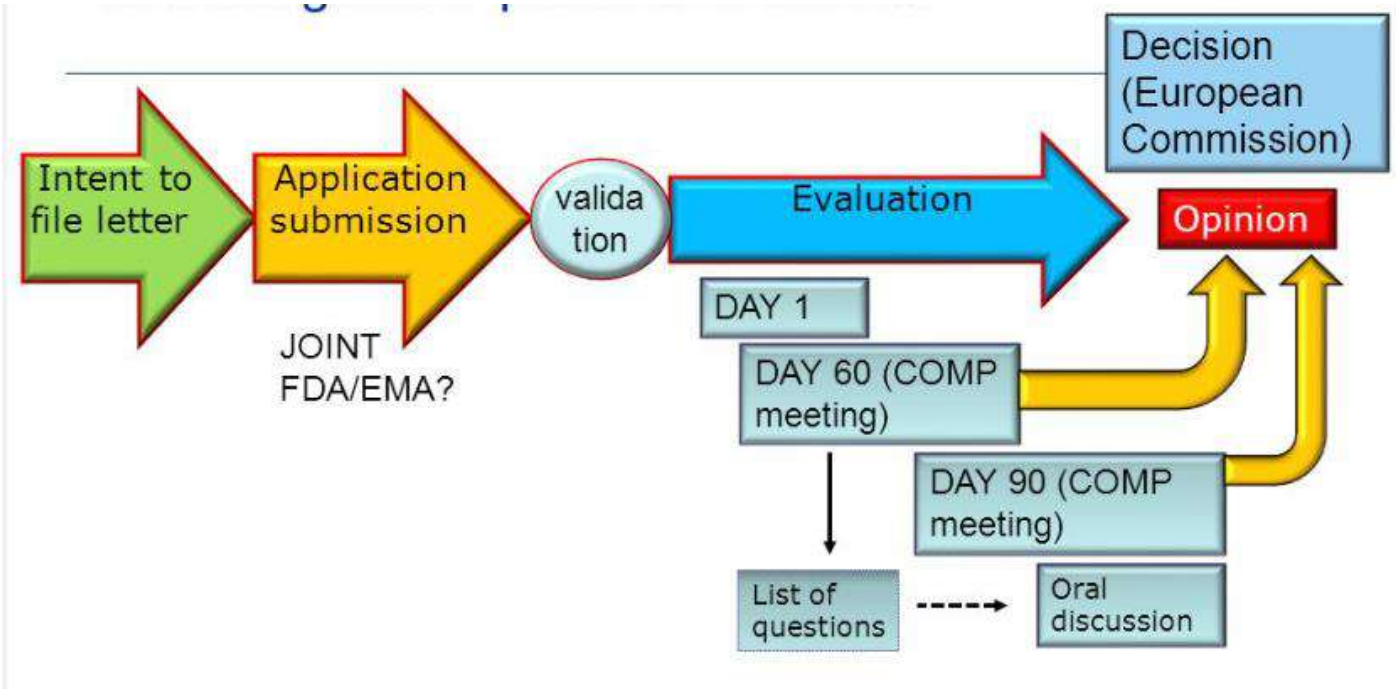 Decision
(European
Commission)
Intent to
file letter
Application
submission
valida
tion
Evaluation
Opinion
JOINT
FDA/EMA?
DAY 1
DAY 60 (COMP
meeting)
DAY 90 (COMP
meeting)
List of
questions
Oral
discussion